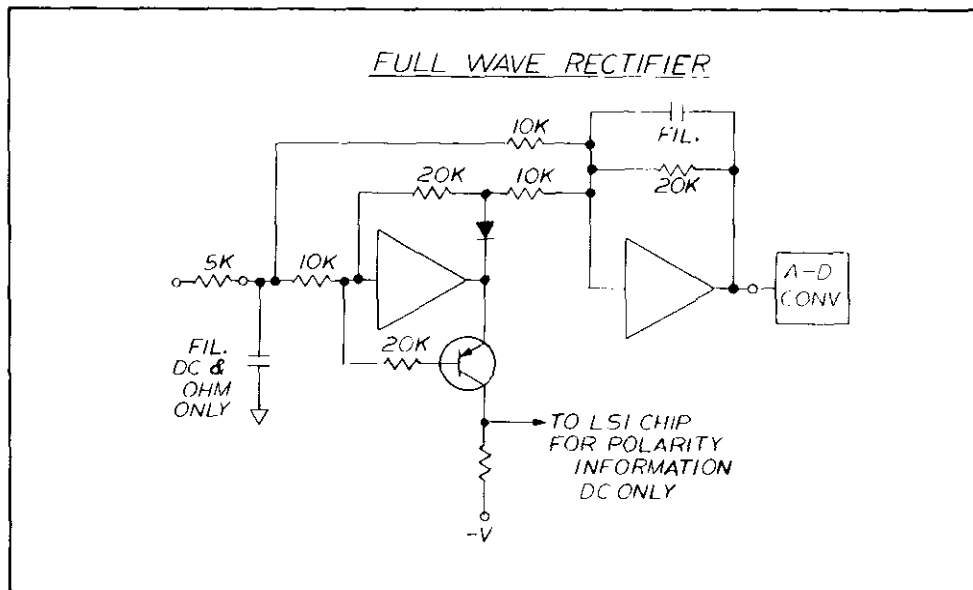 FULL WAVE RECTIFIER
10K
FIL.
20K
10K
20K
5K
10K
A-D
CONV
20K
FIL.
DC &
OHM
ONLY
TO LSI CHIP
FOR POLARITY
INFORMATION
DC ONLY
-V